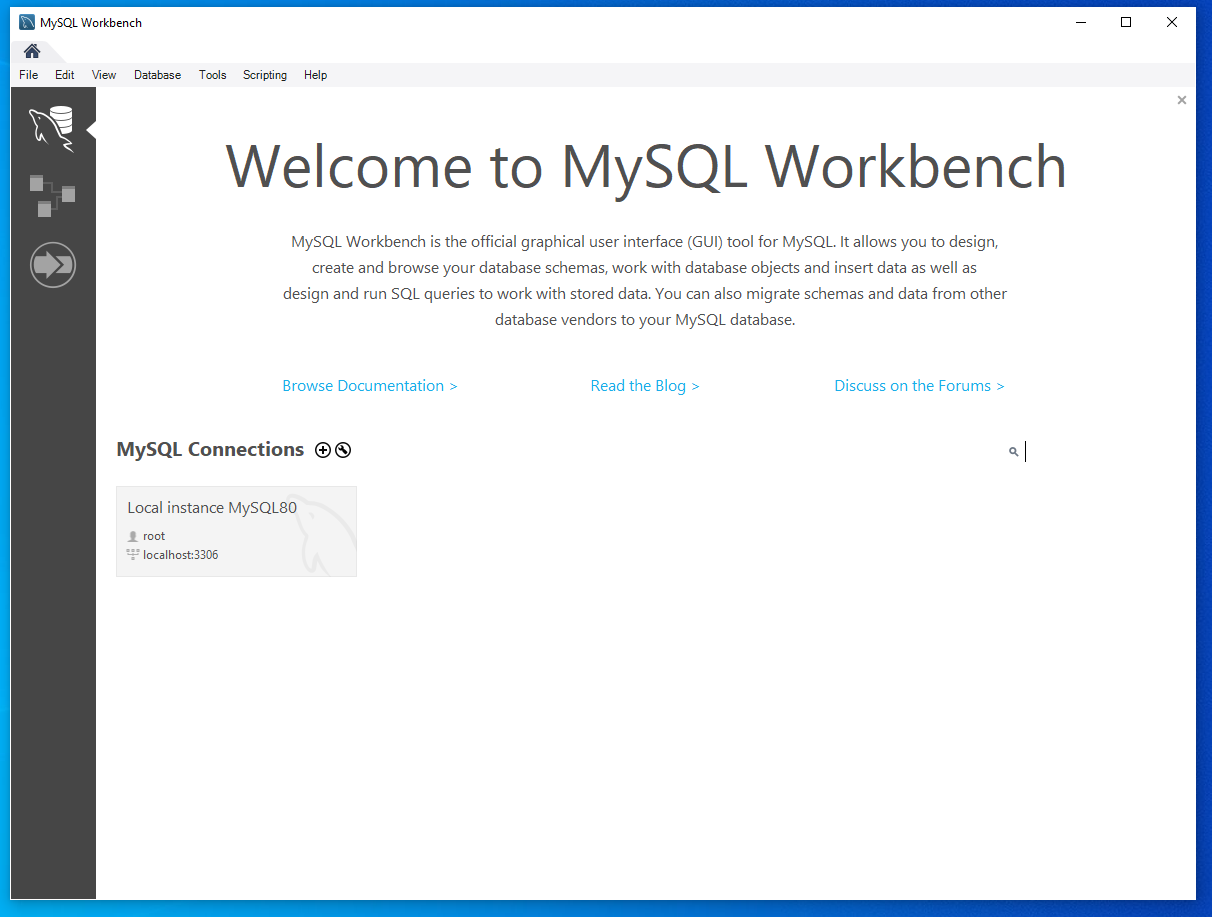 MySQL Workbench
File Edit View Database Tools Scripting Help
Welcome to MySQL Workbench
MySQL Workbench is the official graphical user interface (GUI) tool for MySQL. It allows you to design,
create and browse your database schemas, work with database objects and insert data as well as
design and run SQL queries to work with stored data. You can also migrate schemas and data from other
database vendors to your MySQL database.
Browse Documentation > Read the Blog > Discuss on the Forums >
MySQL Connections
Local instance MySQL80
root
localhost:3306